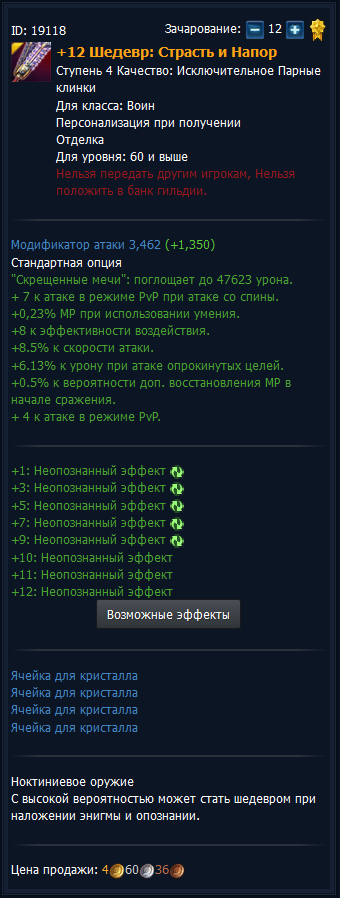 ID: 19118
Зачарование: 12
+12 Шедевр: Страсть и Напор
Ступень 4 Качество: Исключительное Парные
клинки
Для класса: Воин
Персонализация при получении
Отделка
Для уровня: 60 и выше
Нельзя передать другим игрокам, Нельзя
положить в банк гильдии.
Модификатор атаки 3,462 (+1,350)
Стандартная опция
"Скрещенные мечи": поглощает до 47623 урона.
+ 7 к атаке в режиме PvP при атаке со спины.
+0,23% MP при использовании умения.
+8 к эффективности воздействия.
+8.5% к скорости атаки.
+6.13% к урону при атаке опрокинутых целей.
+0.5% к вероятности доп. восстановления MP в
начале сражения.
+ 4 к атаке в режиме PvP.
+1: Неопознанный эффект
+3: Неопознанный эффект
+5: Неопознанный эффект
+7: Неопознанный эффект
+9: Неопознанный эффект
+10: Неопознанный эффект
+11: Неопознанный эффект
+12: Неопознанный эффект
Возможные эффекты
Ячейка для кристалла
Ячейка для кристалла
Ячейка для кристалла
Ячейка для кристалла
Ноктиниевое оружие
С высокой вероятностью может стать шедевром при
наложении энигмы и опознании.
Цена продажи: 4 60 36